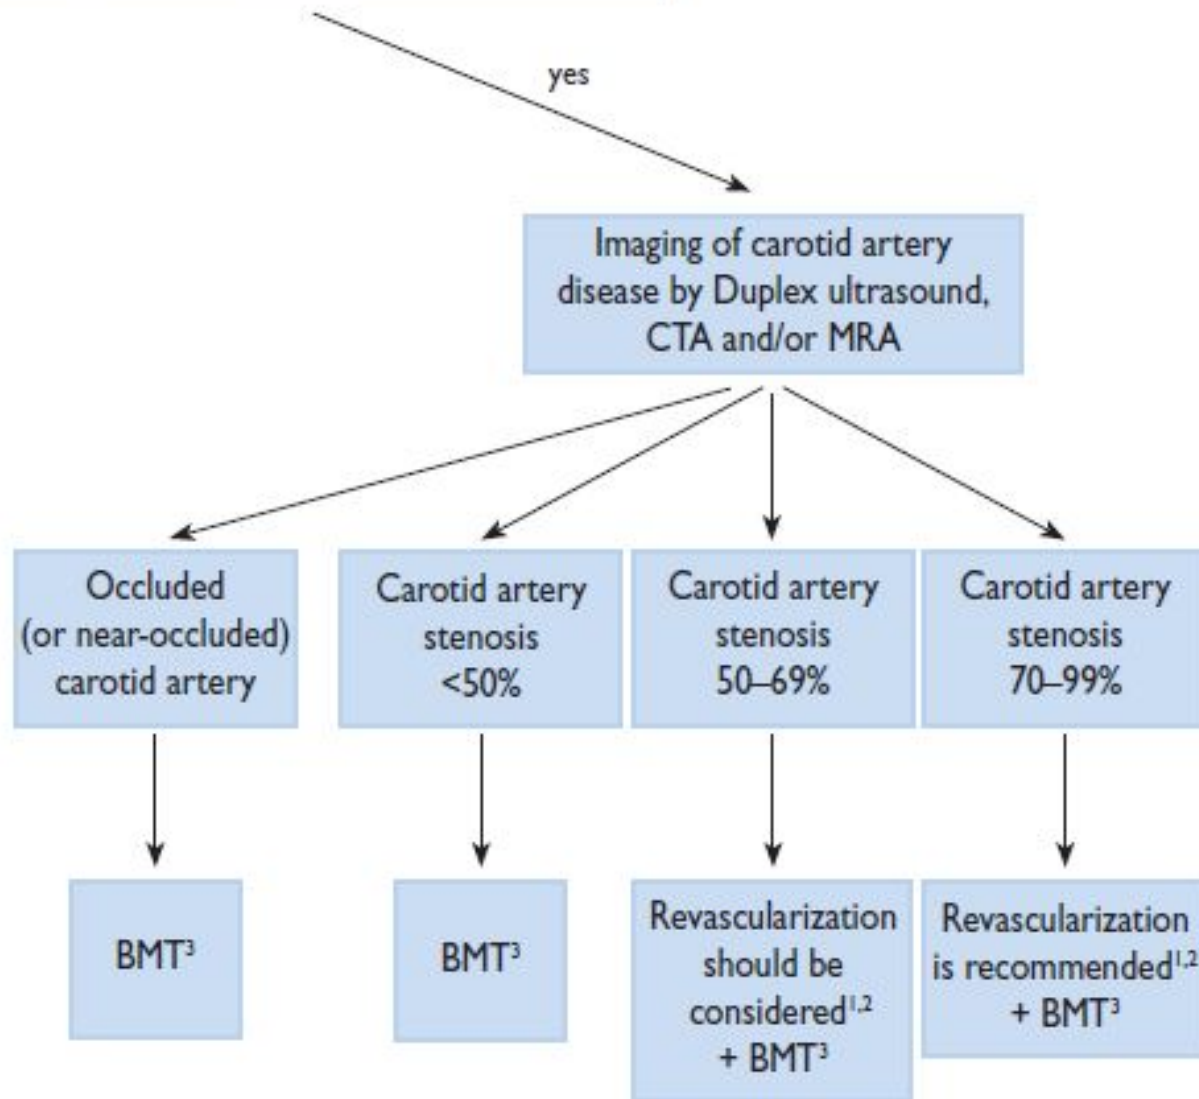 yes
Imaging of carotid artery
disease by Duplex ultrasound,
CTA and/or MRA
Occluded
(or near-occluded)
carotid artery
Carotid artery
stenosis
<50%
Carotid artery
stenosis
50–69%
Carotid artery
stenosis
70–99%
BMT³
BMT³
Revascularization
should be
considered¹,²
+ BMT³
Revascularization
is recommended¹,²
+ BMT³